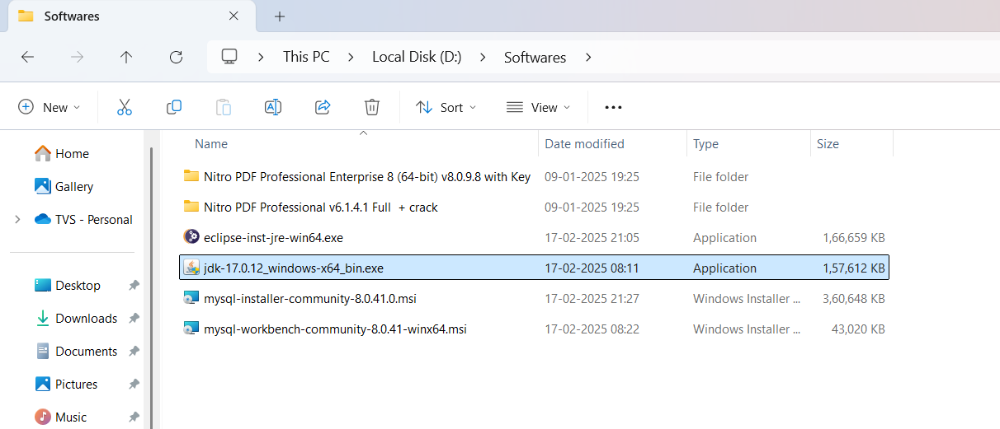 Softwares
This PC > Local Disk (D:) > Softwares >
New Sort View
Name Date modified Type Size
Home
Gallery
TVS - Personal
Desktop
Downloads
Documents
Pictures
Music
Nitro PDF Professional Enterprise 8 (64-bit) v8.0.9.8 with Key 09-01-2025 19:25 File folder
Nitro PDF Professional v6.1.4.1 Full  + crack 09-01-2025 19:25 File folder
eclipse-inst-jre-win64.exe 17-02-2025 21:05 Application 1,66,659 KB
jdk-17.0.12_windows-x64_bin.exe 17-02-2025 08:11 Application 1,57,612 KB
mysql-installer-community-8.0.41.0.msi 17-02-2025 21:27 Windows Installer ... 3,60,648 KB
mysql-workbench-community-8.0.41-winx64.msi 17-02-2025 08:22 Windows Installer ... 43,020 KB